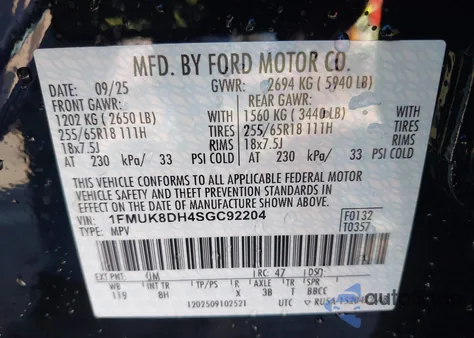 MFD. BY FORD MOTOR CO.
DATE: 09/25 GVWR: 2694 KG ( 5940 LB)
FRONT GAWR: REAR GAWR:
1202 KG ( 2650 LB) WITH 1560 KG ( 3440 LB) WITH
255/65R18 111H TIRES 255/65R18 111H TIRES
18x7.5J RIMS 18x7.5J RIMS
AT 230 kPa/ 33 PSI COLD AT 230 kPa/ 33 PSI COLD
THIS VEHICLE CONFORMS TO ALL APPLICABLE FEDERAL MOTOR
VEHICLE SAFETY AND THEFT PREVENTION STANDARDS IN
EFFECT ON THE DATE OF MANUFACTURE SHOWN ABOVE.
VIN: 1FMUK8DH4SGC92204 F0132
TYPE: MPV T0357
EXT PNT: UM RC: 47 DSO:
WB INT TR TP/PS R AXLE TR SPR
119 8H X 3B T 8BCC
1202509102521 UTC